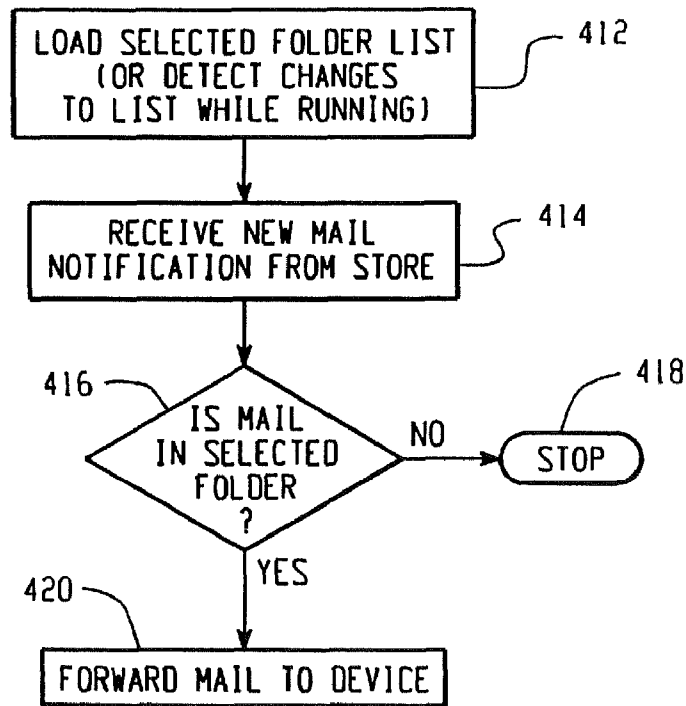 LOAD SELECTED FOLDER LIST
(OR DETECT CHANGES
TO LIST WHILE RUNNING)
412
RECEIVE NEW MAIL
NOTIFICATION FROM STORE
414
416
IS MAIL
IN SELECTED
FOLDER
?
NO
418
STOP
YES
420
FORWARD MAIL TO DEVICE